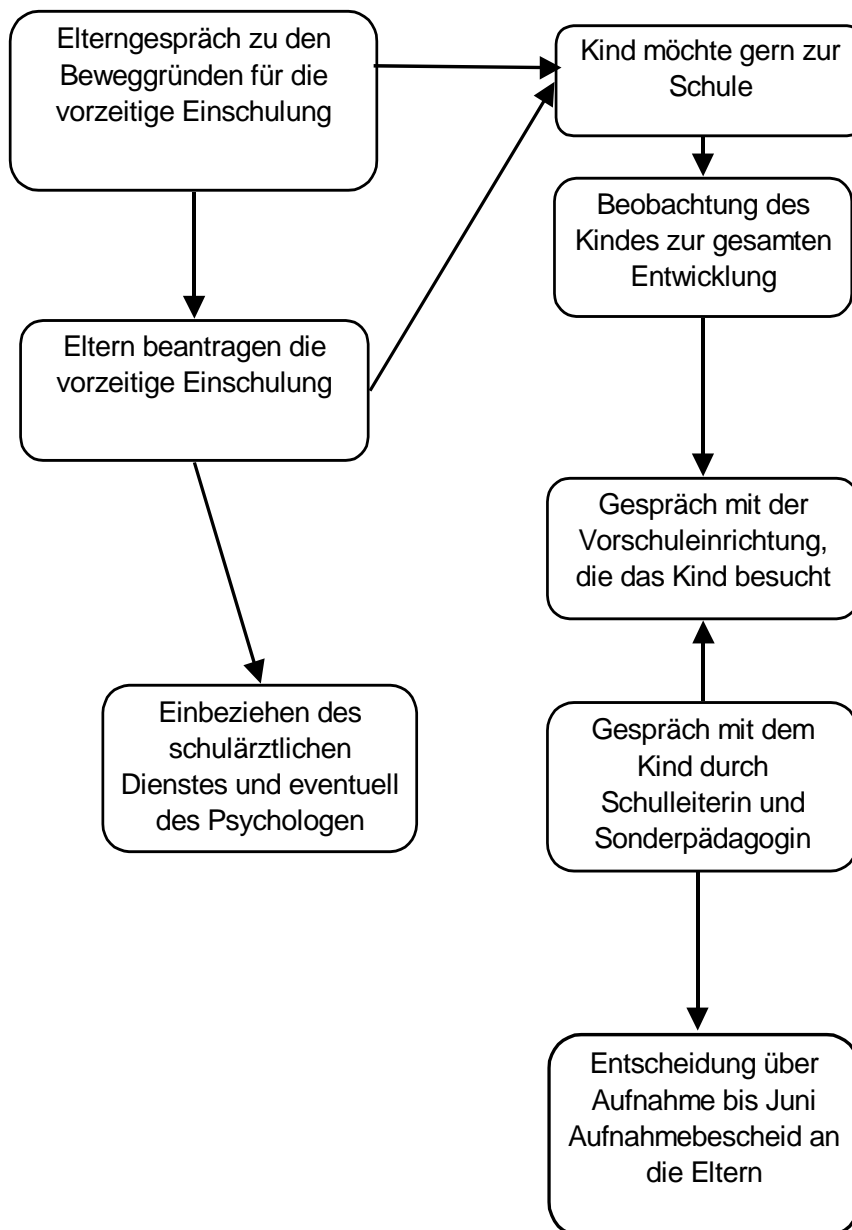 Elterngespräch zu den
Beweggründen für die
vorzeitige Einschulung
Kind möchte gern zur
Schule
Beobachtung des
Kindes zur gesamten
Entwicklung
Eltern beantragen die
vorzeitige Einschulung
Gespräch mit der
Vorschuleinrichtung,
die das Kind besucht
Einbeziehen des
schulärztlichen
Dienstes und eventuell
des Psychologen
Gespräch mit dem
Kind durch
Schulleiterin und
Sonderpädagogin
Entscheidung über
Aufnahme bis Juni
Aufnahmebescheid an
die Eltern